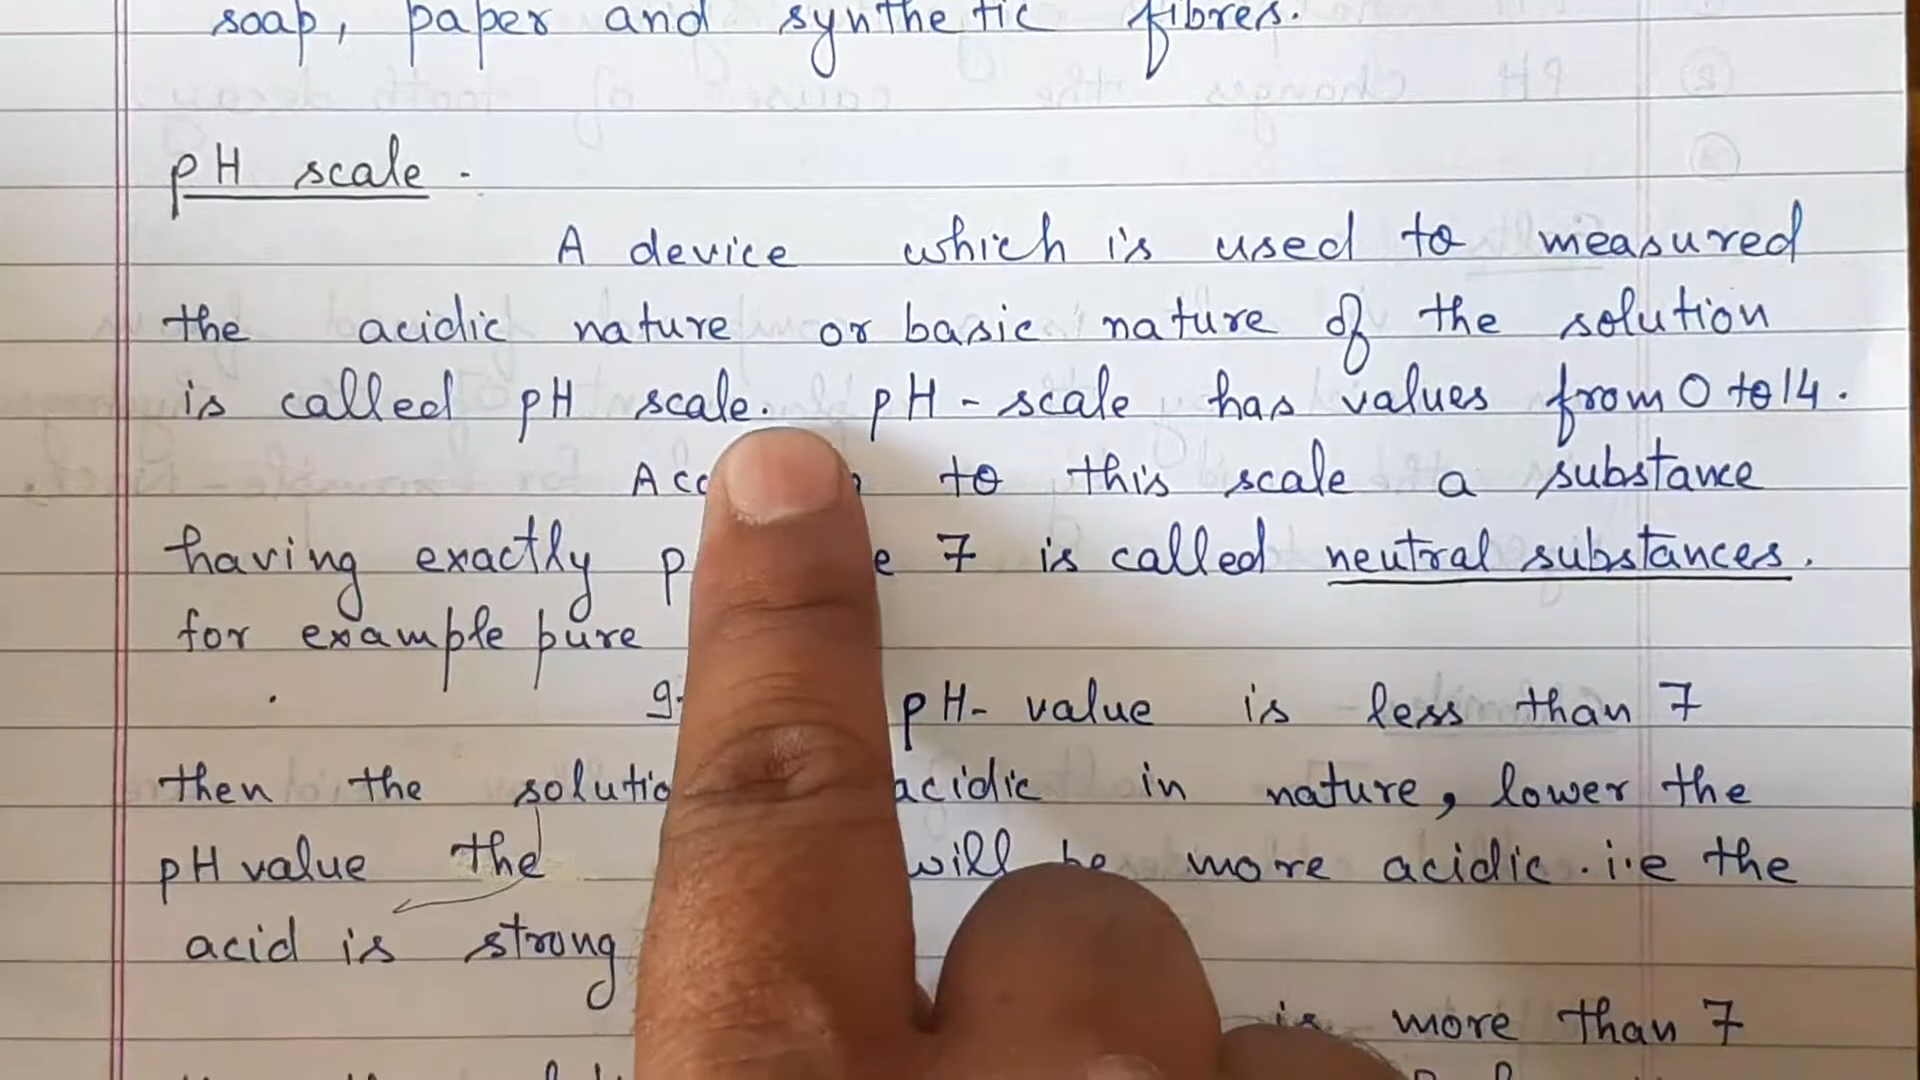 soap, paper and synthetic fibres.
pH scale -
A device which is used to measured
the acidic nature or basic nature of the solution
is called pH scale. pH - scale has values from 0 to 14.
to this scale a substance
having exactly 7 is called neutral substances.
for example pure
pH- value is less than 7
then the acidic in nature, lower the
pH value the will be more acidic. i.e the
acid is strong
is more than 7